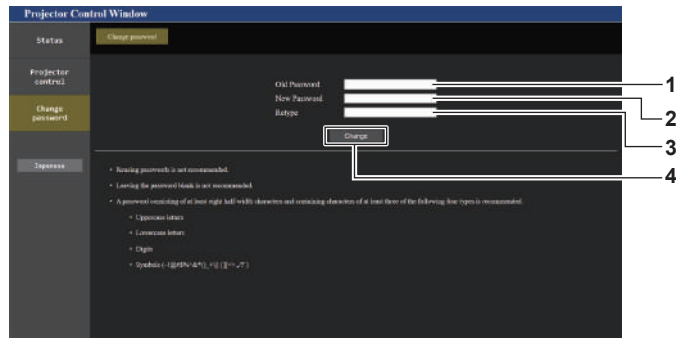 Projector Control Window
Status
Change password
Projector
control
Change
password
Japanese
Old Password
New Password
Retype
Change
1
2
3
4
• Reusing passwords is not recommended.
• Leaving the password blank is not recommended.
• A password consisting of at least eight half-width characters and containing characters of at least three of the following four types is recommended.
• Uppercase letters
• Lowercase letters
• Digits
• Symbols